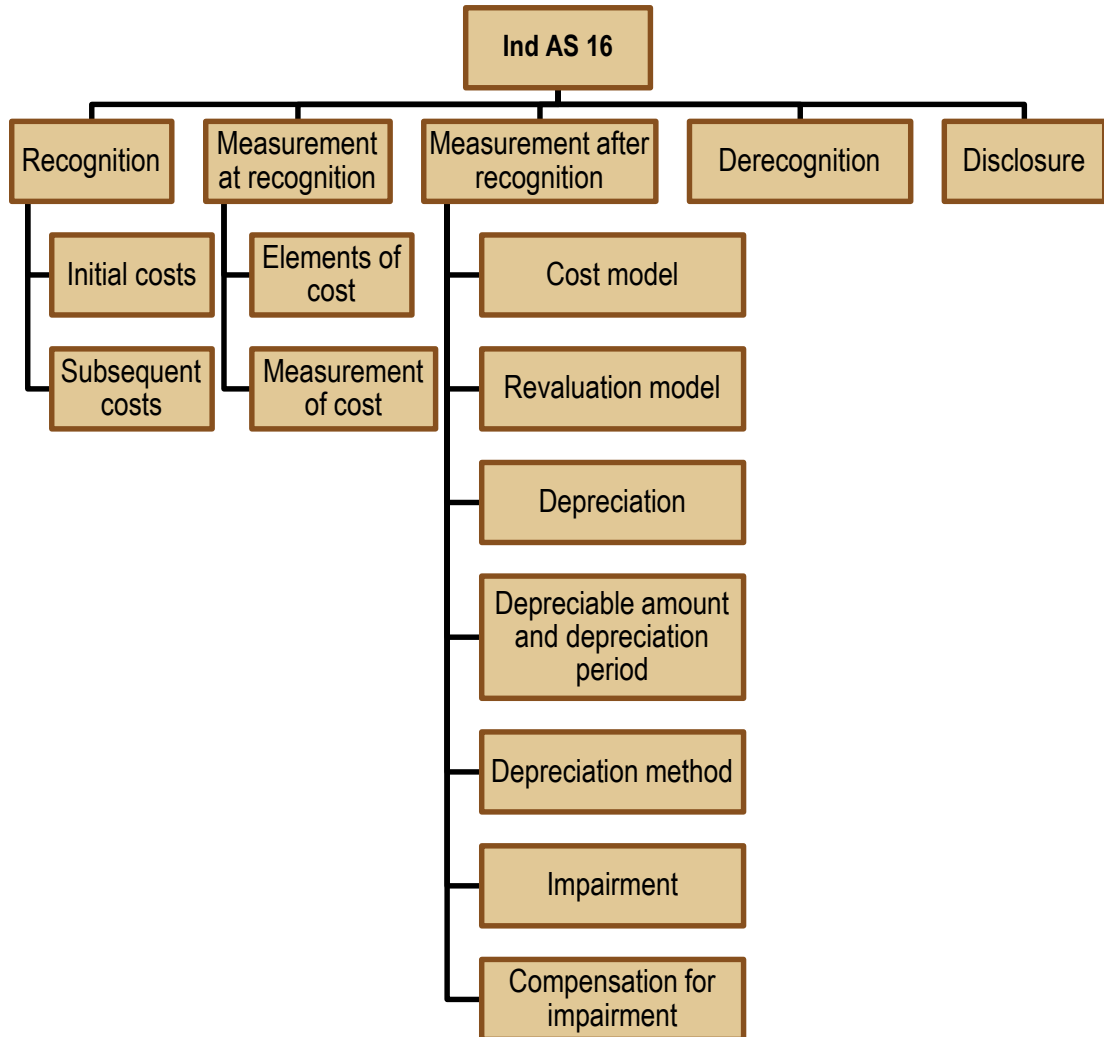 Ind AS 16
Recognition
Measurement
at recognition
Measurement after
recognition
Derecognition
Disclosure
Initial costs
Subsequent
costs
Elements of
cost
Measurement
of cost
Cost model
Revaluation model
Depreciation
Depreciable amount
and depreciation
period
Depreciation method
Impairment
Compensation for
impairment